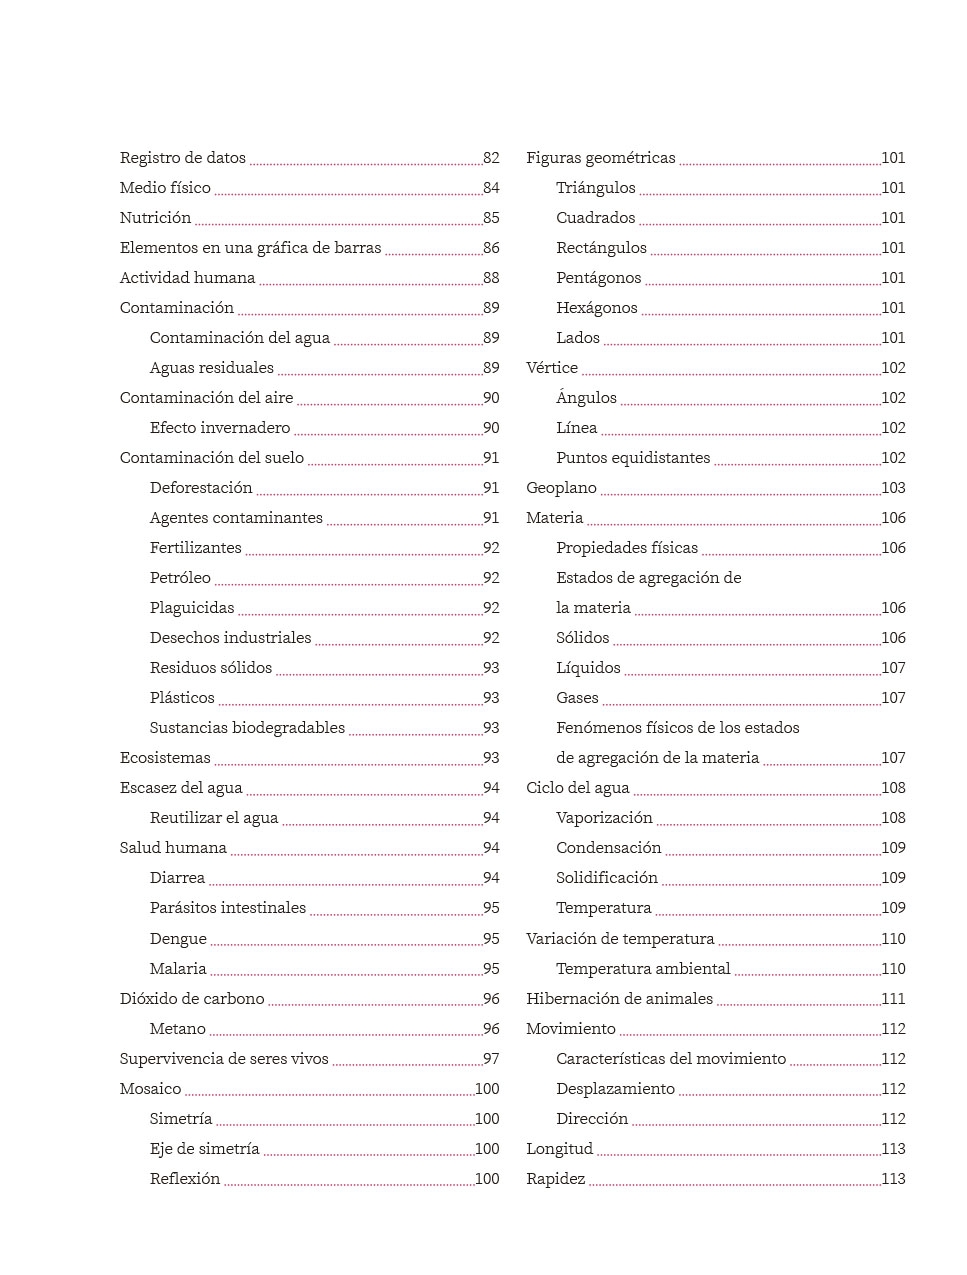 Registro de datos 82
Medio físico 84
Nutrición 85
Elementos en una gráfica de barras 86
Actividad humana 88
Contaminación 89
Contaminación del agua 89
Aguas residuales 89
Contaminación del aire 90
Efecto invernadero 90
Contaminación del suelo 91
Deforestación 91
Agentes contaminantes 91
Fertilizantes 92
Petróleo 92
Plaguicidas 92
Desechos industriales 92
Residuos sólidos 93
Plásticos 93
Sustancias biodegradables 93
Ecosistemas 93
Escasez del agua 94
Reutilizar el agua 94
Salud humana 94
Diarrea 94
Parásitos intestinales 95
Dengue 95
Malaria 95
Dióxido de carbono 96
Metano 96
Supervivencia de seres vivos 97
Mosaico 100
Simetría 100
Eje de simetría 100
Reflexión 100
Figuras geométricas 101
Triángulos 101
Cuadrados 101
Rectángulos 101
Pentágonos 101
Hexágonos 101
Lados 101
Vértice 102
Ángulos 102
Línea 102
Puntos equidistantes 102
Geoplano 103
Materia 106
Propiedades físicas 106
Estados de agregación de
la materia 106
Sólidos 106
Líquidos 107
Gases 107
Fenómenos físicos de los estados
de agregación de la materia 107
Ciclo del agua 108
Vaporización 108
Condensación 109
Solidificación 109
Temperatura 109
Variación de temperatura 110
Temperatura ambiental 110
Hibernación de animales 111
Movimiento 112
Características del movimiento 112
Desplazamiento 112
Dirección 112
Longitud 113
Rapidez 113